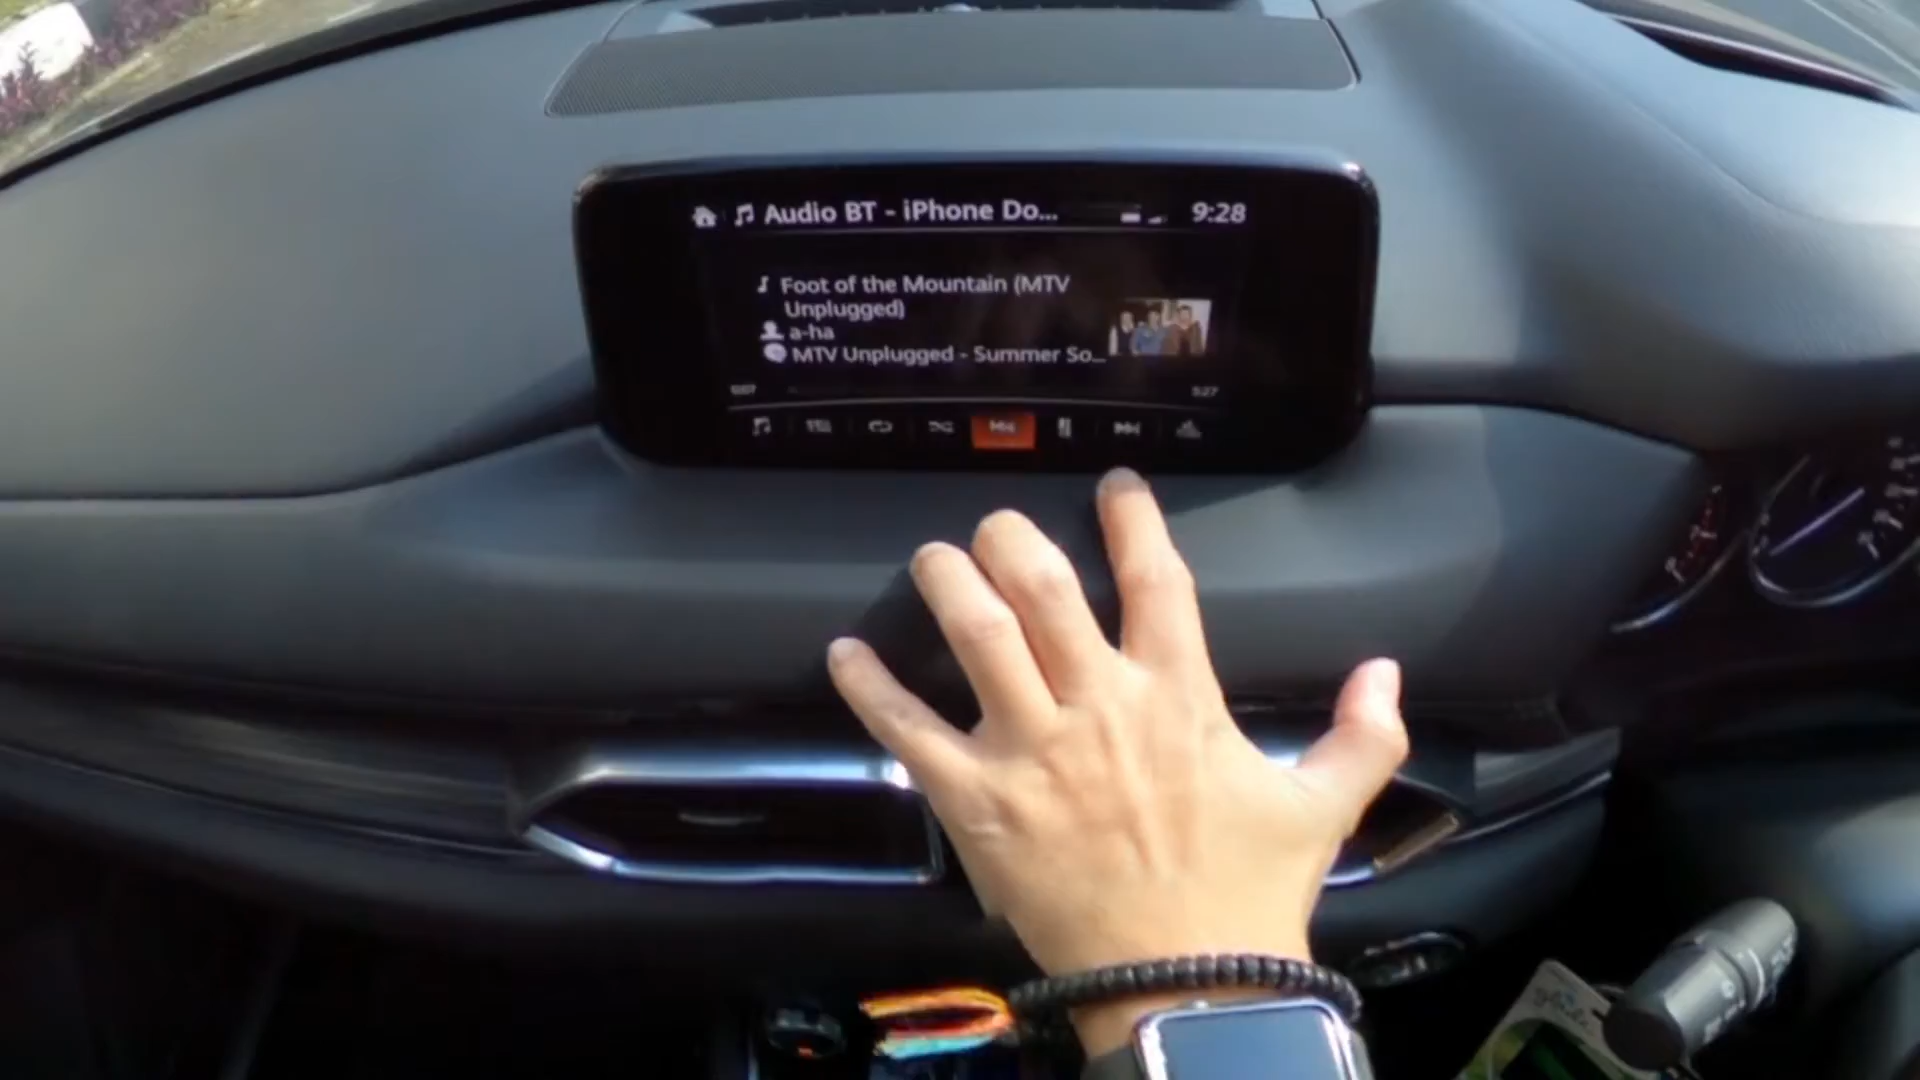 Audio BT - iPhone Do...
9:28
Foot of the Mountain (MTV
Unplugged)
a-ha
MTV Unplugged - Summer So...
5:27